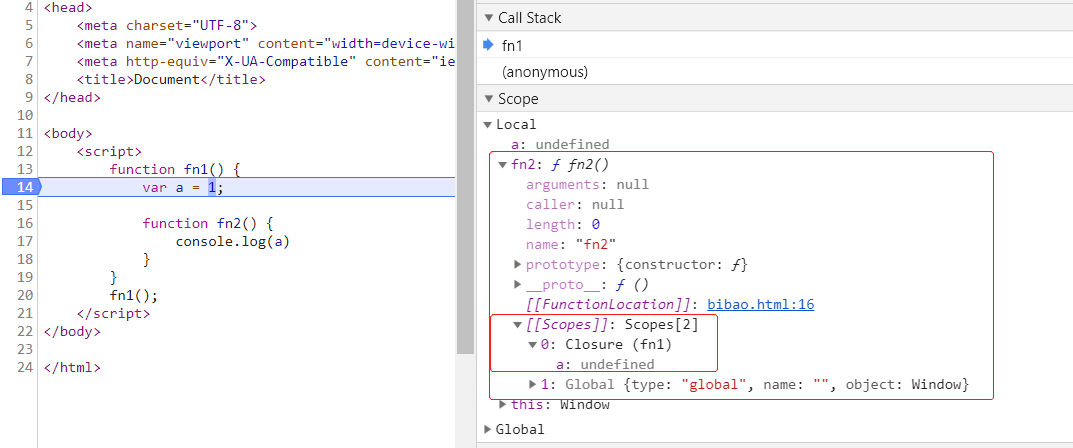 4 <head>
5 <meta charset="UTF-8">
6 <meta name="viewport" content="width=device-wi
7 <meta http-equiv="X-UA-Compatible" content="ie
8 <title>Document</title>
9 </head>
10
11 <body>
12 <script>
13 function fn1() {
14 var a = 1;
15
16 function fn2() {
17 console.log(a)
18 }
19 }
20 fn1();
21 </script>
22 </body>
23
24 </html>
Call Stack
fn1
(anonymous)
Scope
Local
a: undefined
fn2: ƒ fn2()
arguments: null
caller: null
length: 0
name: "fn2"
prototype: {constructor: ƒ}
__proto__: ƒ ()
[[FunctionLocation]]: bibao.html:16
[[Scopes]]: Scopes[2]
0: Closure (fn1)
a: undefined
1: Global {type: "global", name: "", object: Window}
this: Window
Global